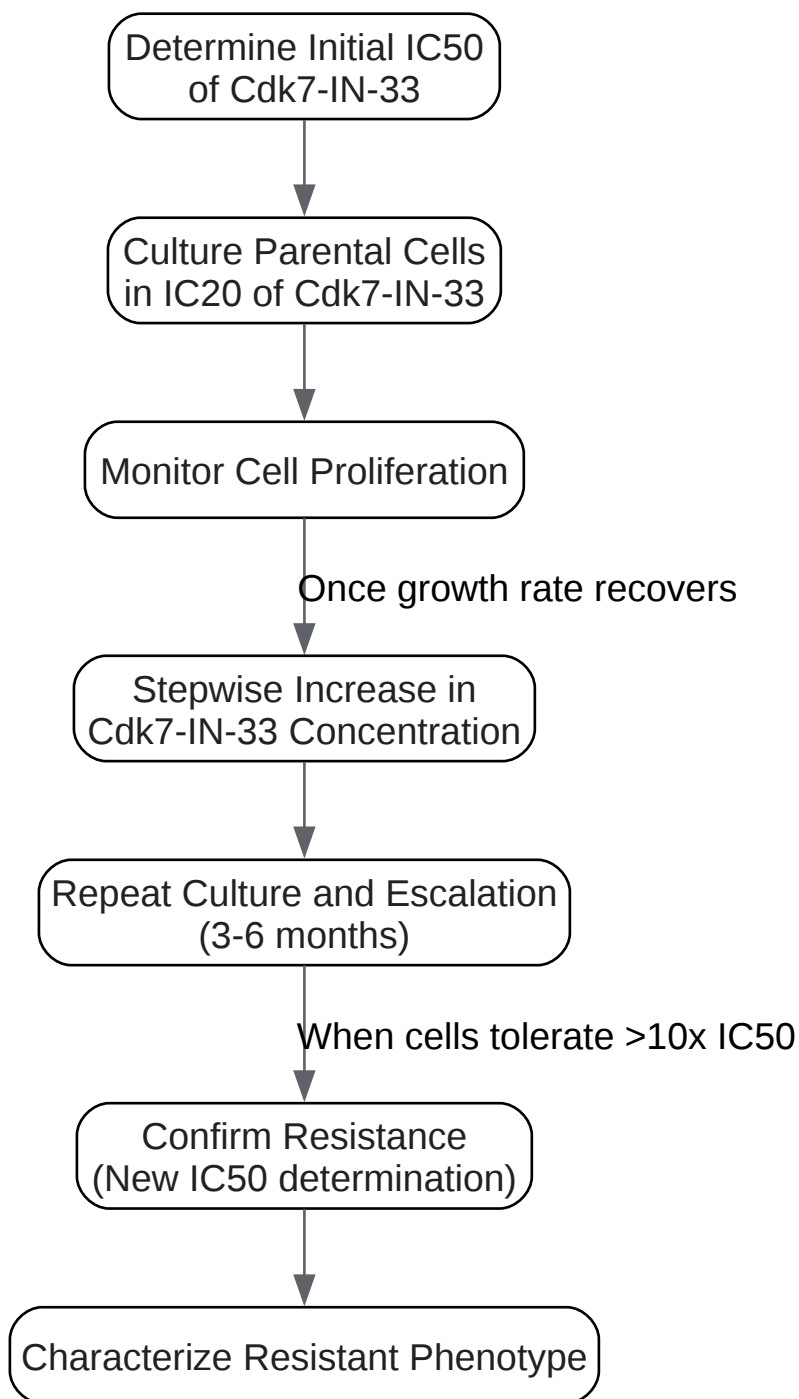 Determine Initial IC50
of Cdk7-IN-33
Culture Parental Cells
in IC20 of Cdk7-IN-33
Monitor Cell Proliferation
Once growth rate recovers
Stepwise Increase in
Cdk7-IN-33 Concentration
Repeat Culture and Escalation
(3-6 months)
When cells tolerate >10x IC50
Confirm Resistance
(New IC50 determination)
Characterize Resistant Phenotype